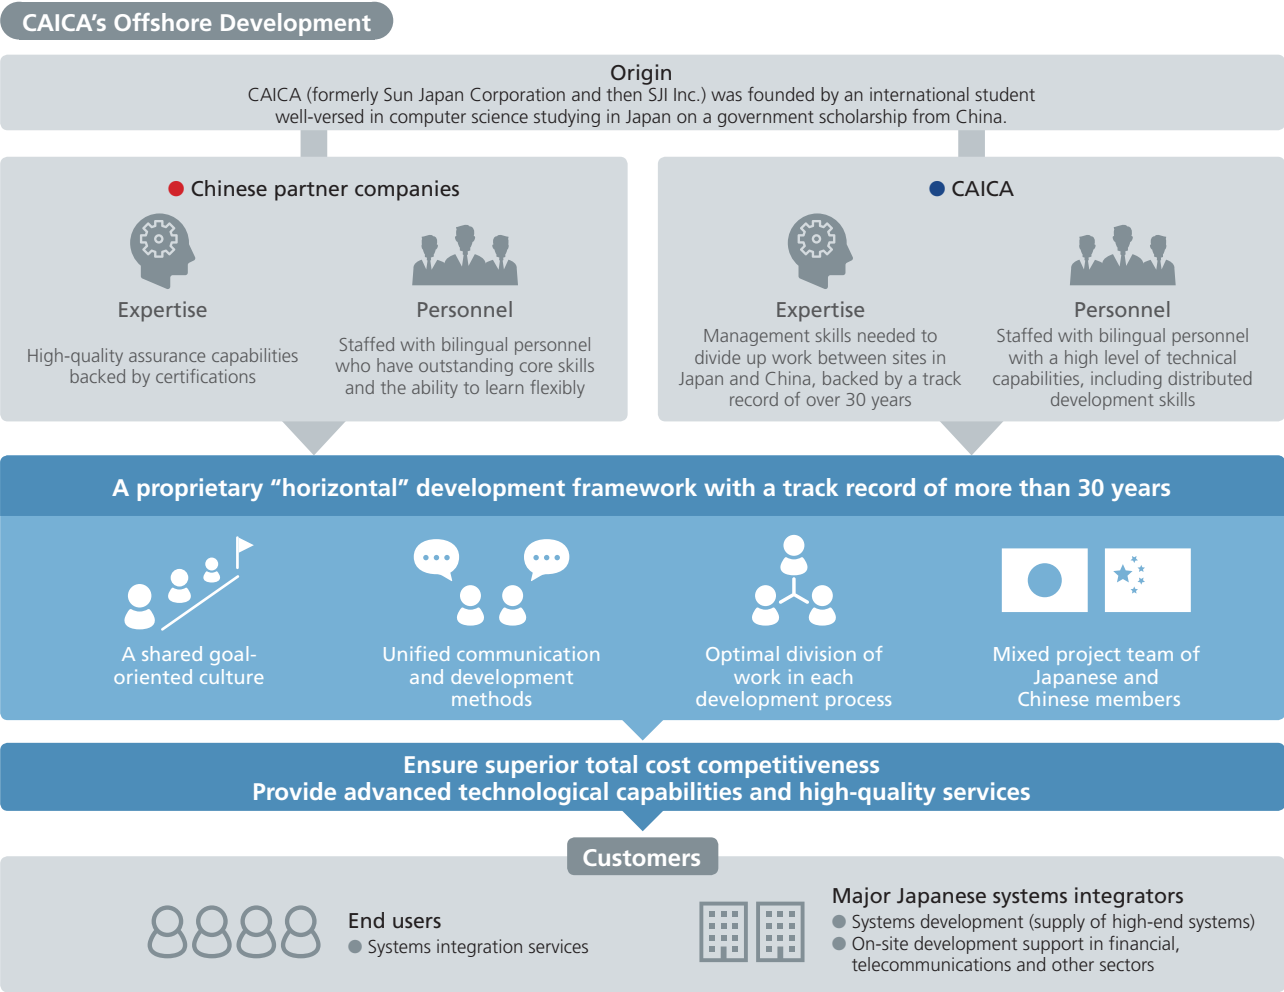 CAICA's Offshore Development
Origin
CAICA (formerly Sun Japan Corporation and then SJI Inc.) was founded by an international student
well-versed in computer science studying in Japan on a government scholarship from China.
Chinese partner companies
Expertise
High-quality assurance capabilities
backed by certifications
Personnel
Staffed with bilingual personnel
who have outstanding core skills
and the ability to learn flexibly
CAICA
Expertise
Management skills needed to
divide up work between sites in
Japan and China, backed by a track
record of over 30 years
Personnel
Staffed with bilingual personnel
with a high level of technical
capabilities, including distributed
development skills
A proprietary “horizontal” development framework with a track record of more than 30 years
A shared goal-
oriented culture
Unified communication
and development
methods
Optimal division of
work in each
development process
Mixed project team of
Japanese and
Chinese members
Ensure superior total cost competitiveness
Provide advanced technological capabilities and high-quality services
Customers
End users
Systems integration services
Major Japanese systems integrators
Systems development (supply of high-end systems)
On-site development support in financial,
telecommunications and other sectors